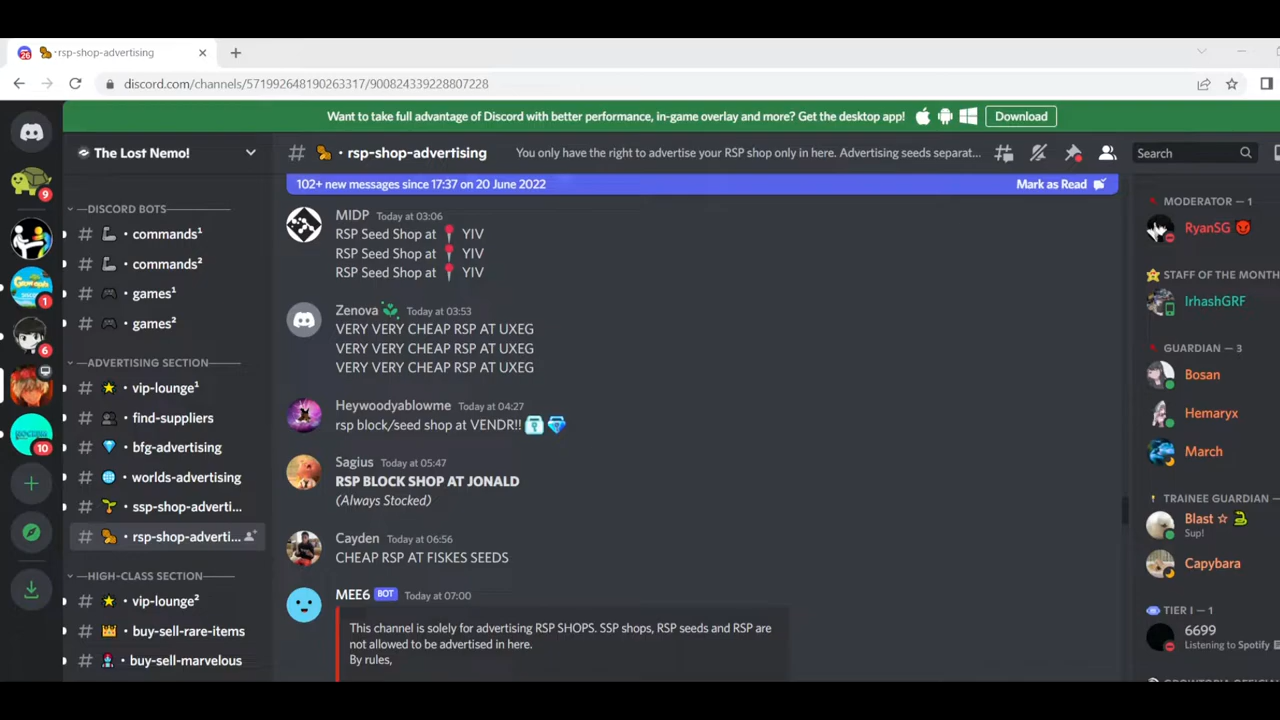 26
rsp-shop-advertising
discord.com/channels/571992648190263317/900824339228807228
Want to take full advantage of Discord with better performance, in-game overlay and more? Get the desktop app!
Download
The Lost Nemo!
DISCORD BOTS
# commands¹
# commands²
# games¹
# games²
ADVERTISING SECTION
# vip-lounge¹
# find-suppliers
# bfg-advertising
# worlds-advertising
# ssp-shop-adverti...
# rsp-shop-adverti...
HIGH-CLASS SECTION
# vip-lounge²
# buy-sell-rare-items
# buy-sell-marvelous
9
1
6
10
# rsp-shop-advertising
You only have the right to advertise your RSP shop only in here. Advertising seeds separat...
Search
102+ new messages since 17:37 on 20 June 2022
Mark as Read
MIDP Today at 03:06
RSP Seed Shop at 📍 YIV
RSP Seed Shop at 📍 YIV
RSP Seed Shop at 📍 YIV
Zenova Today at 03:53
VERY VERY CHEAP RSP AT UXEG
VERY VERY CHEAP RSP AT UXEG
VERY VERY CHEAP RSP AT UXEG
Heywoodyablowme Today at 04:27
rsp block/seed shop at VENDR!!
Sagius Today at 05:47
RSP BLOCK SHOP AT JONALD
(Always Stocked)
Cayden Today at 06:56
CHEAP RSP AT FISKES SEEDS
MEE6 BOT Today at 07:00
This channel is solely for advertising RSP SHOPS. SSP shops, RSP seeds and RSP are
not allowed to be advertised in here.
By rules,
MODERATOR — 1
RyanSG
STAFF OF THE MONTH
IrhashGRF
GUARDIAN — 3
Bosan
Hemaryx
March
TRAINEE GUARDIAN
Blast ☆
Sup!
Capybara
TIER I — 1
6699
Listening to Spotify